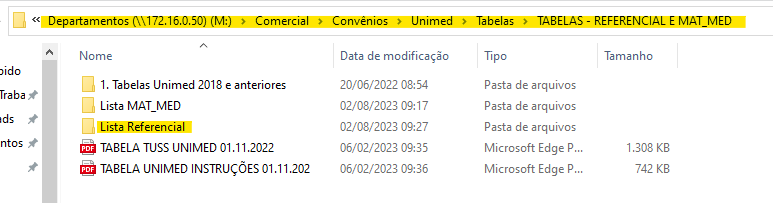 « Departamentos (\\172.16.0.50) (M:) > Comercial > Convênios > Unimed > Tabelas > TABELAS - REFERENCIAL E MAT_MED
Nome Data de modificação Tipo Tamanho
pido 1. Tabelas Unimed 2018 e anteriores 20/06/2022 08:54 Pasta de arquivos
Traba Lista MAT_MED 02/08/2023 09:17 Pasta de arquivos
nds Lista Referencial 02/08/2023 09:27 Pasta de arquivos
entos PDF TABELA TUSS UNIMED 01.11.2022 06/02/2023 09:35 Microsoft Edge P... 1.308 KB
PDF TABELA UNIMED INSTRUÇÕES 01.11.202 06/02/2023 09:36 Microsoft Edge P... 742 KB